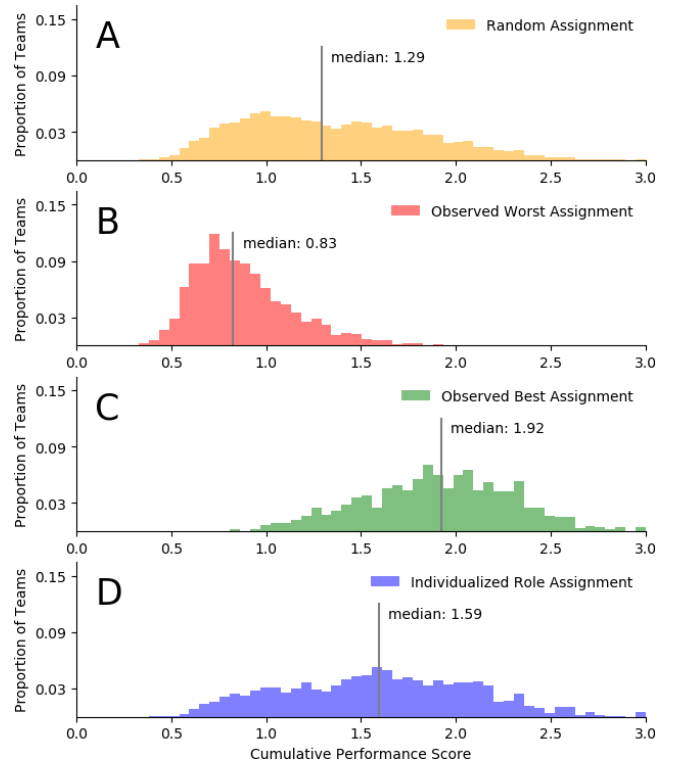 A
Random Assignment
median: 1.29
Proportion of Teams
0.15
0.09
0.03
0.0 0.5 1.0 1.5 2.0 2.5 3.0
B
Observed Worst Assignment
median: 0.83
Proportion of Teams
0.15
0.09
0.03
0.0 0.5 1.0 1.5 2.0 2.5 3.0
C
Observed Best Assignment
median: 1.92
Proportion of Teams
0.15
0.09
0.03
0.0 0.5 1.0 1.5 2.0 2.5 3.0
D
Individualized Role Assignment
median: 1.59
Proportion of Teams
0.15
0.09
0.03
0.0 0.5 1.0 1.5 2.0 2.5 3.0
Cumulative Performance Score